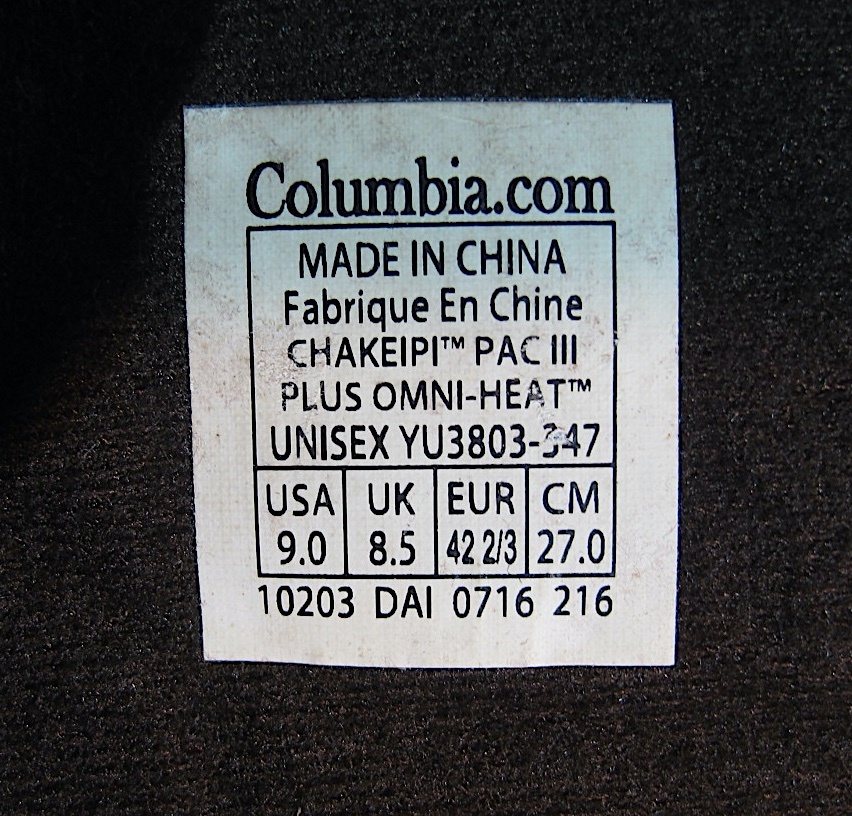 Columbia.com
MADE IN CHINA
Fabrique En Chine
CHAKEIPI™ PAC III
PLUS OMNI-HEAT™
UNISEX YU3803-347
USA UK EUR CM
9.0 8.5 42 2/3 27.0
10203 DAI 0716 216